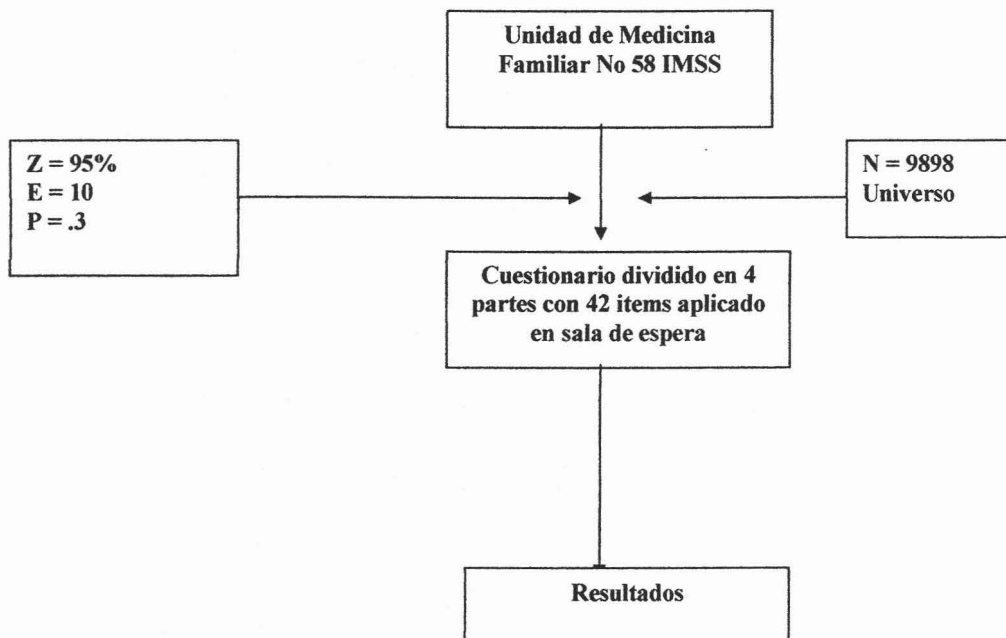 Unidad de Medicina
Familiar No 58 IMSS
Z = 95%
E = 10
P = .3
N = 9898
Universo
Cuestionario dividido en 4
partes con 42 items aplicado
en sala de espera
Resultados